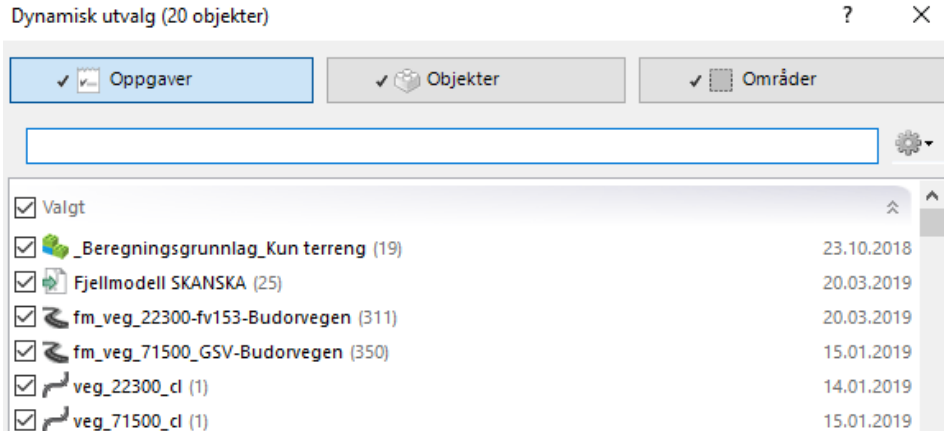 Dynamisk utvalg (20 objekter) ?
Oppgaver Objekter Områder
Valgt
_Beregningsgrunnlag_Kun terreng (19) 23.10.2018
Fjellmodell SKANSKA (25) 20.03.2019
fm_veg_22300-fv153-Budorvegen (311) 20.03.2019
fm_veg_71500_GSV-Budorvegen (350) 15.01.2019
veg_22300_cl (1) 14.01.2019
veg_71500_cl (1) 15.01.2019